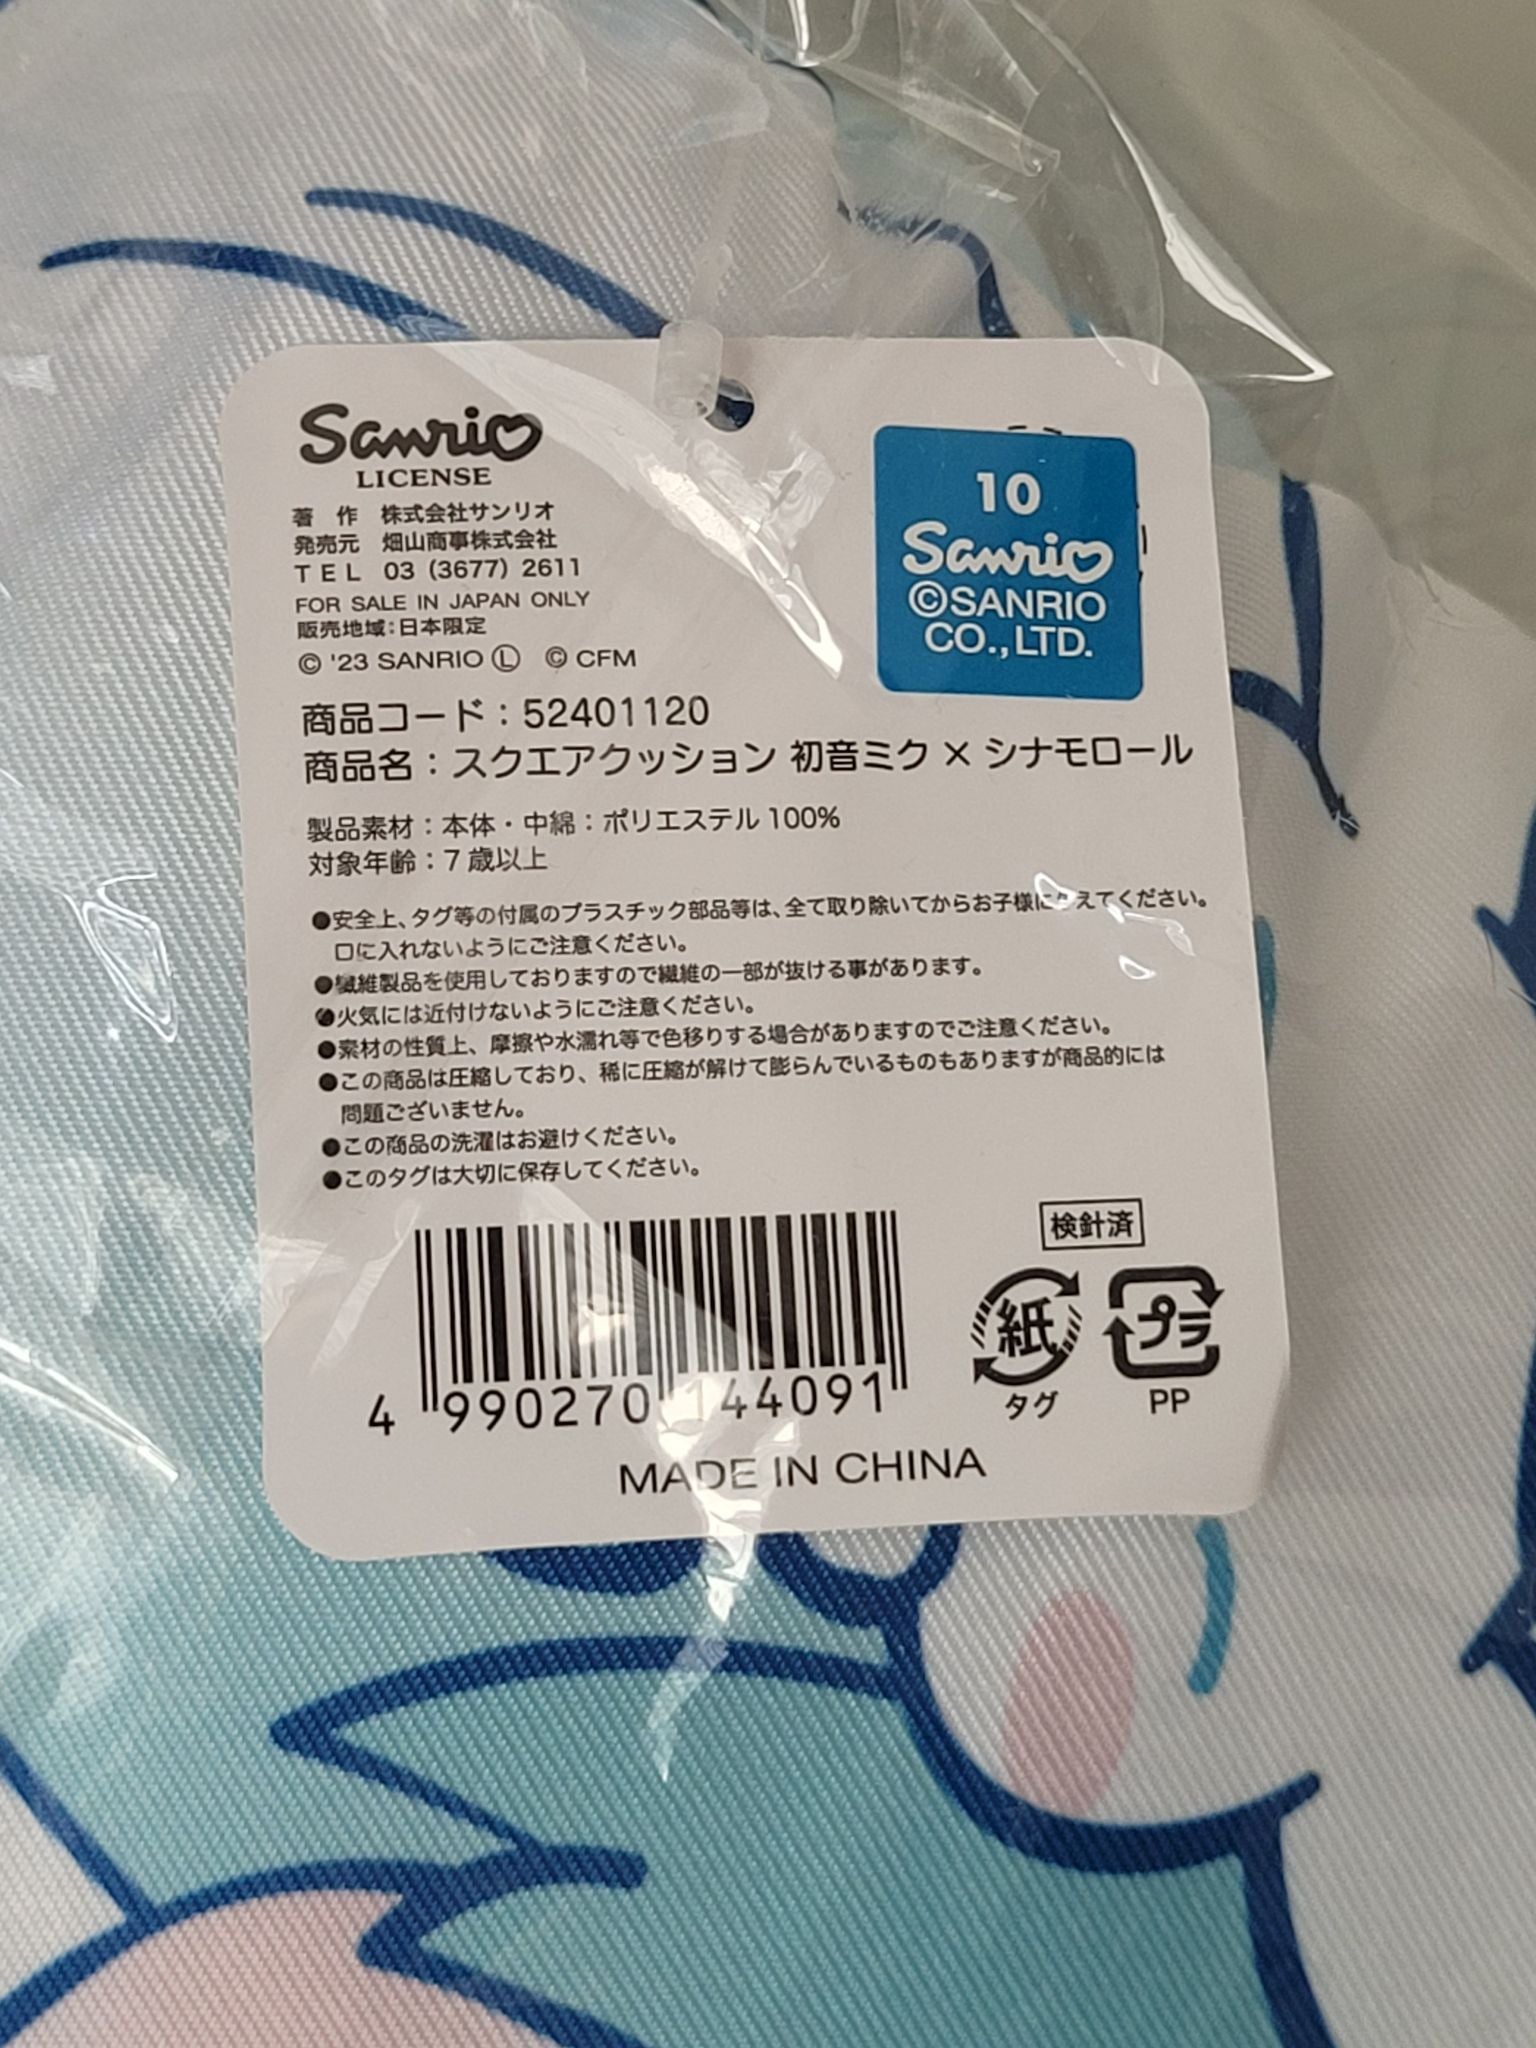 Sanrio
LICENSE
著 作 株式会社サンリオ
発売元 畑山商事株式会社
TEL 03 (3677) 2611
FOR SALE IN JAPAN ONLY
販売地域:日本限定
© '23 SANRIO Ⓛ © CFM
10
Sanrio
©SANRIO
CO.,LTD.
商品コード：52401120
商品名：スクエアクッション 初音ミク × シナモロール
製品素材：本体・中綿：ポリエステル 100%
対象年齢：7 歳以上
●安全上、タグ等の付属のプラスチック部品等は、全て取り除いてからお子様に与えてください。
口に入れないようにご注意ください。
●繊維製品を使用しておりますので繊維の一部が抜ける事があります。
●火気には近付けないようにご注意ください。
●素材の性質上、摩擦や水濡れ等で色移りする場合がありますのでご注意ください。
●この商品は圧縮しており、稀に圧縮が解けて膨らんでいるものもありますが商品的には
問題ございません。
●この商品の洗濯はお避けください。
●このタグは大切に保存してください。
検針済
紙
タグ
プラ
PP
4 990270 144091
MADE IN CHINA